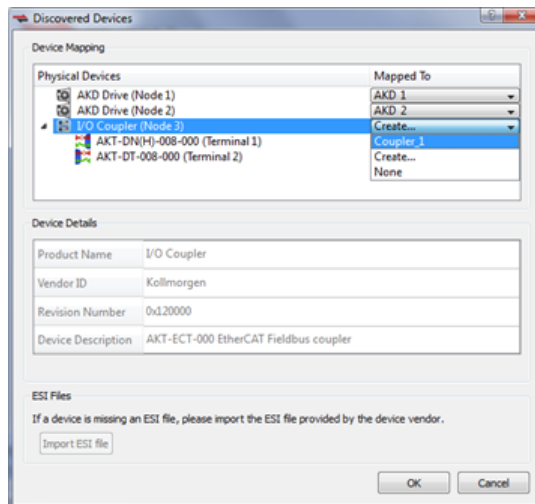 Discovered Devices
Device Mapping
Physical Devices Mapped To
AKD Drive (Node 1) AKD 1
AKD Drive (Node 2) AKD 2
I/O Coupler (Node 3) Create...
AKT-DN(H)-008-000 (Terminal 1) Coupler_1
AKT-DT-008-000 (Terminal 2) Create...
None
Device Details
Product Name I/O Coupler
Vendor ID Kollmorgen
Revision Number 0x120000
Device Description AKT-ECT-000 EtherCAT Fieldbus coupler
ESI Files
If a device is missing an ESI file, please import the ESI file provided by the device vendor.
Import ESI file
OK Cancel